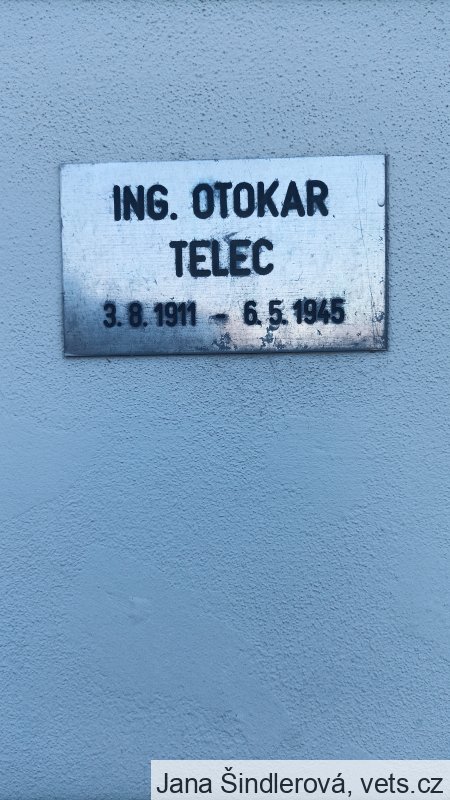 ING. OTOKAR
TELEC
3. 8. 1911 – 6. 5. 1945
Jana Šindlerová, vets.cz